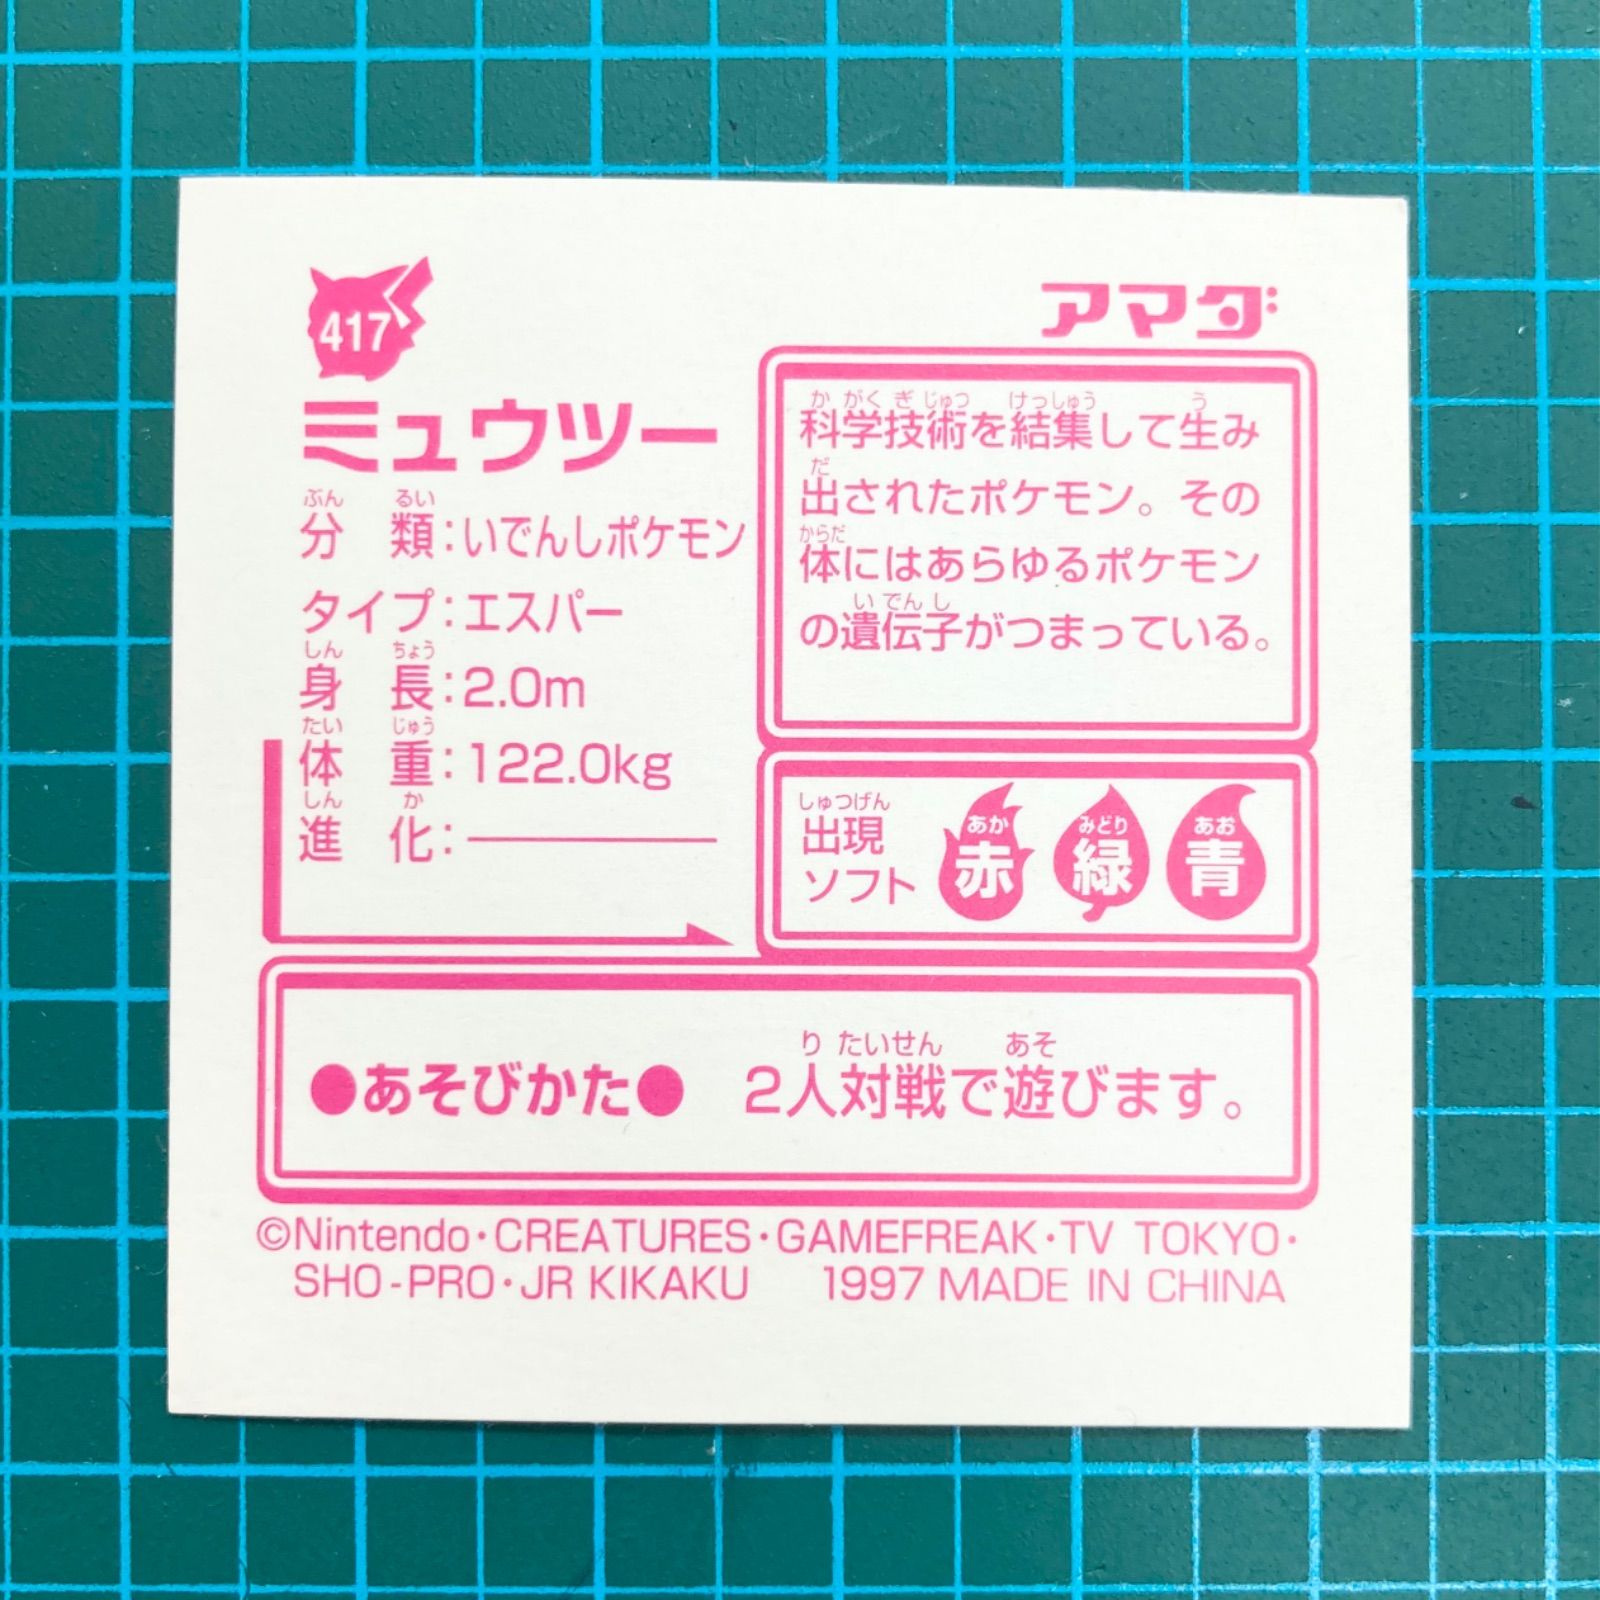 417
ミュウツー
分類：いでんしポケモン
タイプ：エスパー
身長：2.0m
体重：122.0kg
進化：―
アマダ
科学技術を結集して生み
出されたポケモン。その
体にはあらゆるポケモン
の遺伝子がつまっている。
出現
ソフト
赤 緑 青
●あそびかた● 2人対戦で遊びます。
©Nintendo・CREATURES・GAMEFREAK・TV TOKYO・
SHO-PRO・JR KIKAKU 1997 MADE IN CHINA